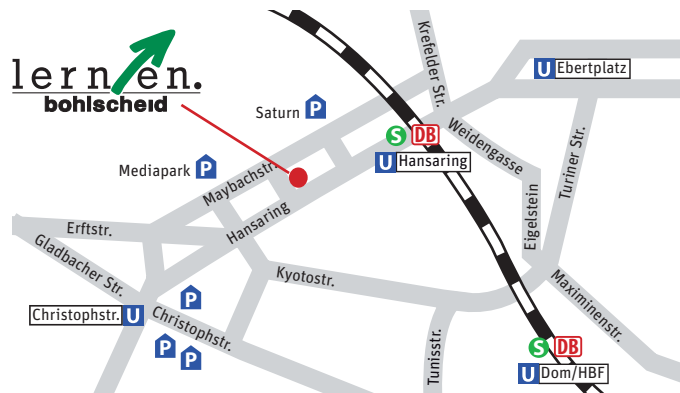 lernen.
bohlscheid
Saturn P
Mediapark P
Krefelder Str.
U Ebertplatz
S DB
U Hansaring
Weidengasse
Turiner Str.
Eigelstein
Maybachstr.
Hansaring
Erftstr.
Gladbacher Str.
Kyotostr.
Christophstr. U
P
Christophstr.
P
P
Tunisstr.
Maximinenstr.
S DB
U Dom/HBF